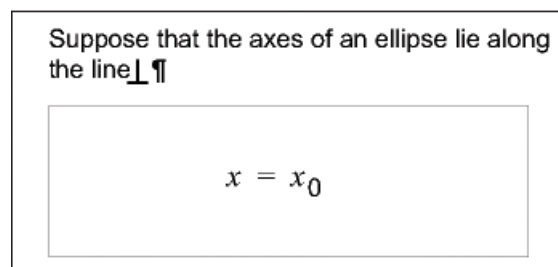 Suppose that the axes of an ellipse lie along
the line⊥¶
x = x₀